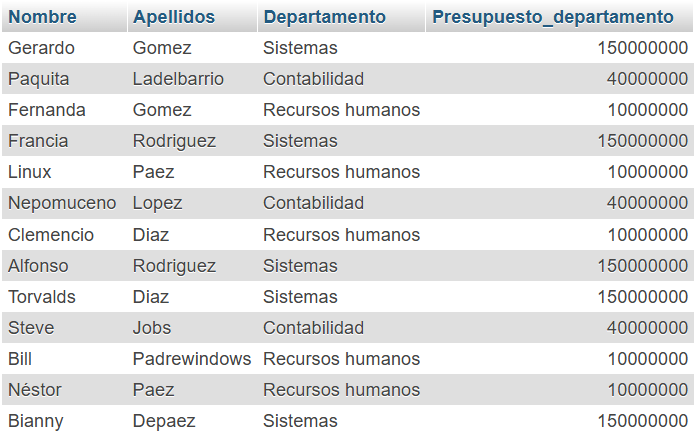 Nombre Apellidos Departamento Presupuesto_departamento
Gerardo Gomez Sistemas 150000000
Paquita Ladelbarrio Contabilidad 40000000
Fernanda Gomez Recursos humanos 10000000
Francia Rodriguez Sistemas 150000000
Linux Paez Recursos humanos 10000000
Nepomuceno Lopez Contabilidad 40000000
Clemencio Diaz Recursos humanos 10000000
Alfonso Rodriguez Sistemas 150000000
Torvalds Diaz Sistemas 150000000
Steve Jobs Contabilidad 40000000
Bill Padrewindows Recursos humanos 10000000
Néstor Paez Recursos humanos 10000000
Bianny Depaez Sistemas 150000000